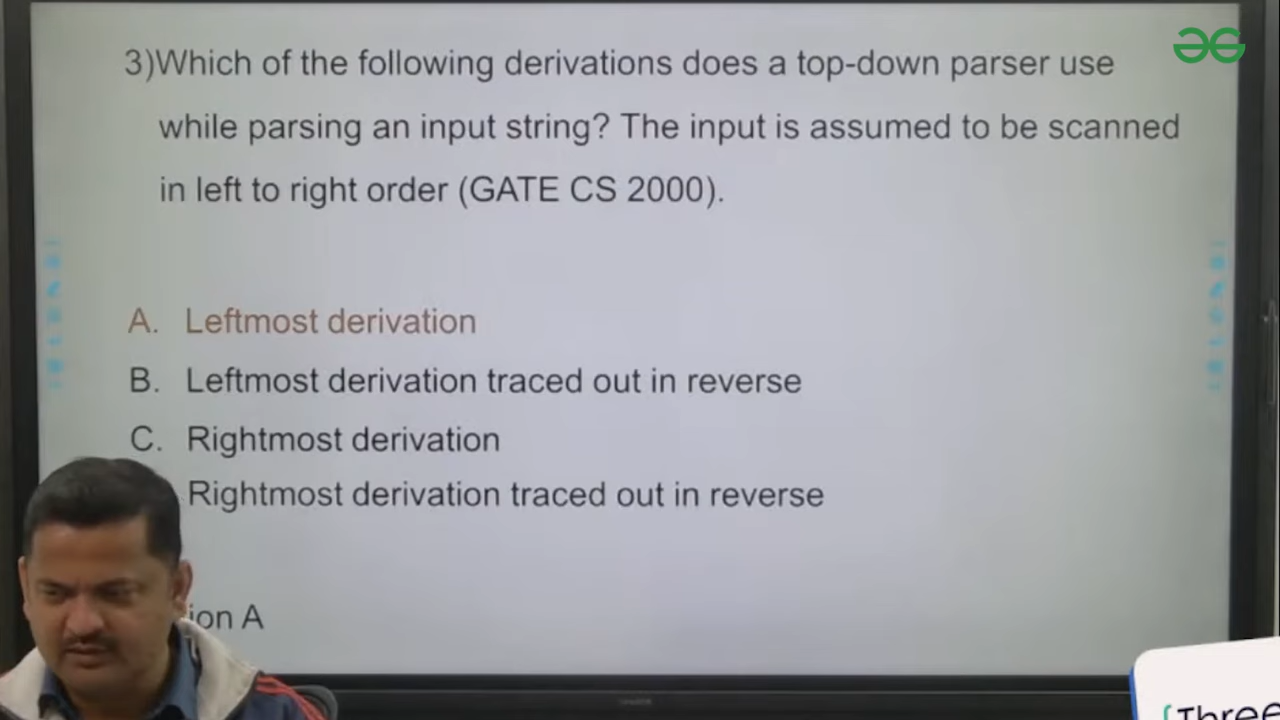 3)Which of the following derivations does a top-down parser use
while parsing an input string? The input is assumed to be scanned
in left to right order (GATE CS 2000).
A. Leftmost derivation
B. Leftmost derivation traced out in reverse
C. Rightmost derivation
Rightmost derivation traced out in reverse
ion A
{Three